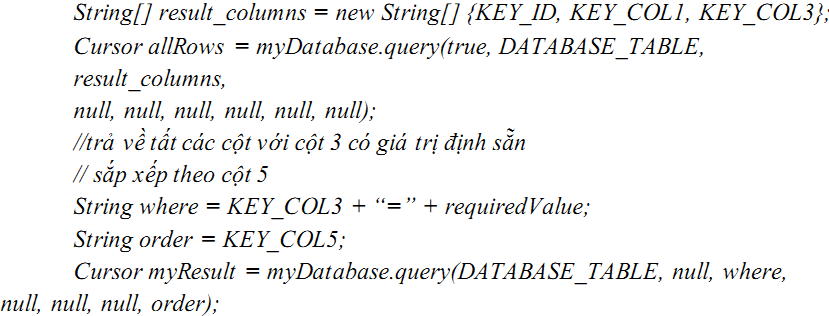 String[] result_columns = new String[] {KEY_ID, KEY_COL1, KEY_COL3};
Cursor allRows = myDatabase.query(true, DATABASE_TABLE,
result_columns,
null, null, null, null, null, null);
//trả về tất các cột với cột 3 có giá trị định sẵn
// sắp xếp theo cột 5
String where = KEY_COL3 + “=” + requiredValue;
String order = KEY_COL5;
Cursor myResult = myDatabase.query(DATABASE_TABLE, null, where,
null, null, null, order);